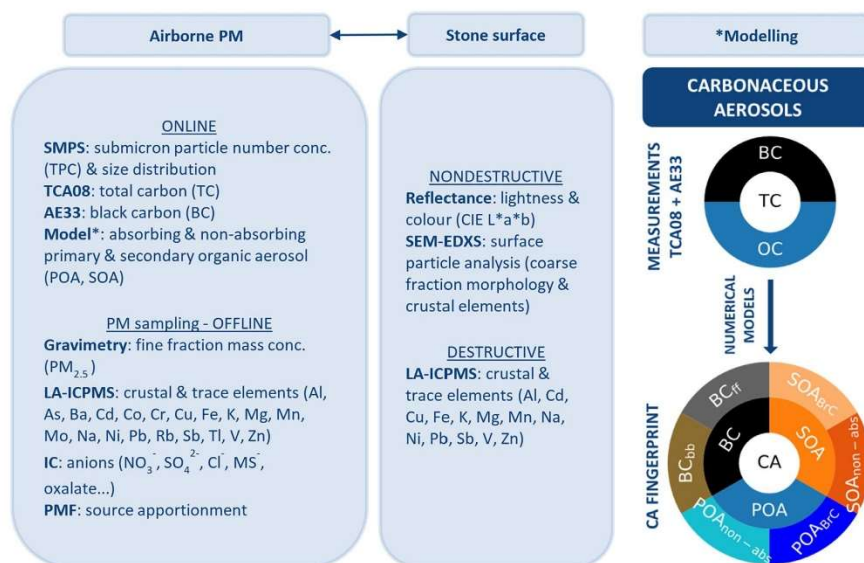 Airborne PM
Stone surface
*Modelling
ONLINE
SMPS: submicron particle number conc.
(TPC) & size distribution
TCA08: total carbon (TC)
AE33: black carbon (BC)
Model*: absorbing & non-absorbing
primary & secondary organic aerosol
(POA, SOA)
PM sampling - OFFLINE
Gravimetry: fine fraction mass conc.
(PM₂.₅)
LA-ICPMS: crustal & trace elements (Al,
As, Ba, Cd, Co, Cr, Cu, Fe, K, Mg, Mn,
Mo, Na, Ni, Pb, Rb, Sb, Tl, V, Zn)
IC: anions (NO₃⁻, SO₄²⁻, Cl⁻, MS⁻,
oxalate...)
PMF: source apportionment
NONDESTRUCTIVE
Reflectance: lightness &
colour (CIE L*a*b)
SEM-EDXS: surface
particle analysis (coarse
fraction morphology &
crustal elements)
DESTRUCTIVE
LA-ICPMS: crustal &
trace elements (Al, Cd,
Cu, Fe, K, Mg, Mn, Na,
Ni, Pb, Sb, V, Zn)
CARBONACEOUS
AEROSOLS
MEASUREMENTS
TCA08 + AE33
BC
TC
OC
NUMERICAL
MODELS
CA FINGERPRINT
BCff
SOABrC
BC
SOA
BCbb
CA
SOAnon – abs
POA
POAnon – abs
POABrC